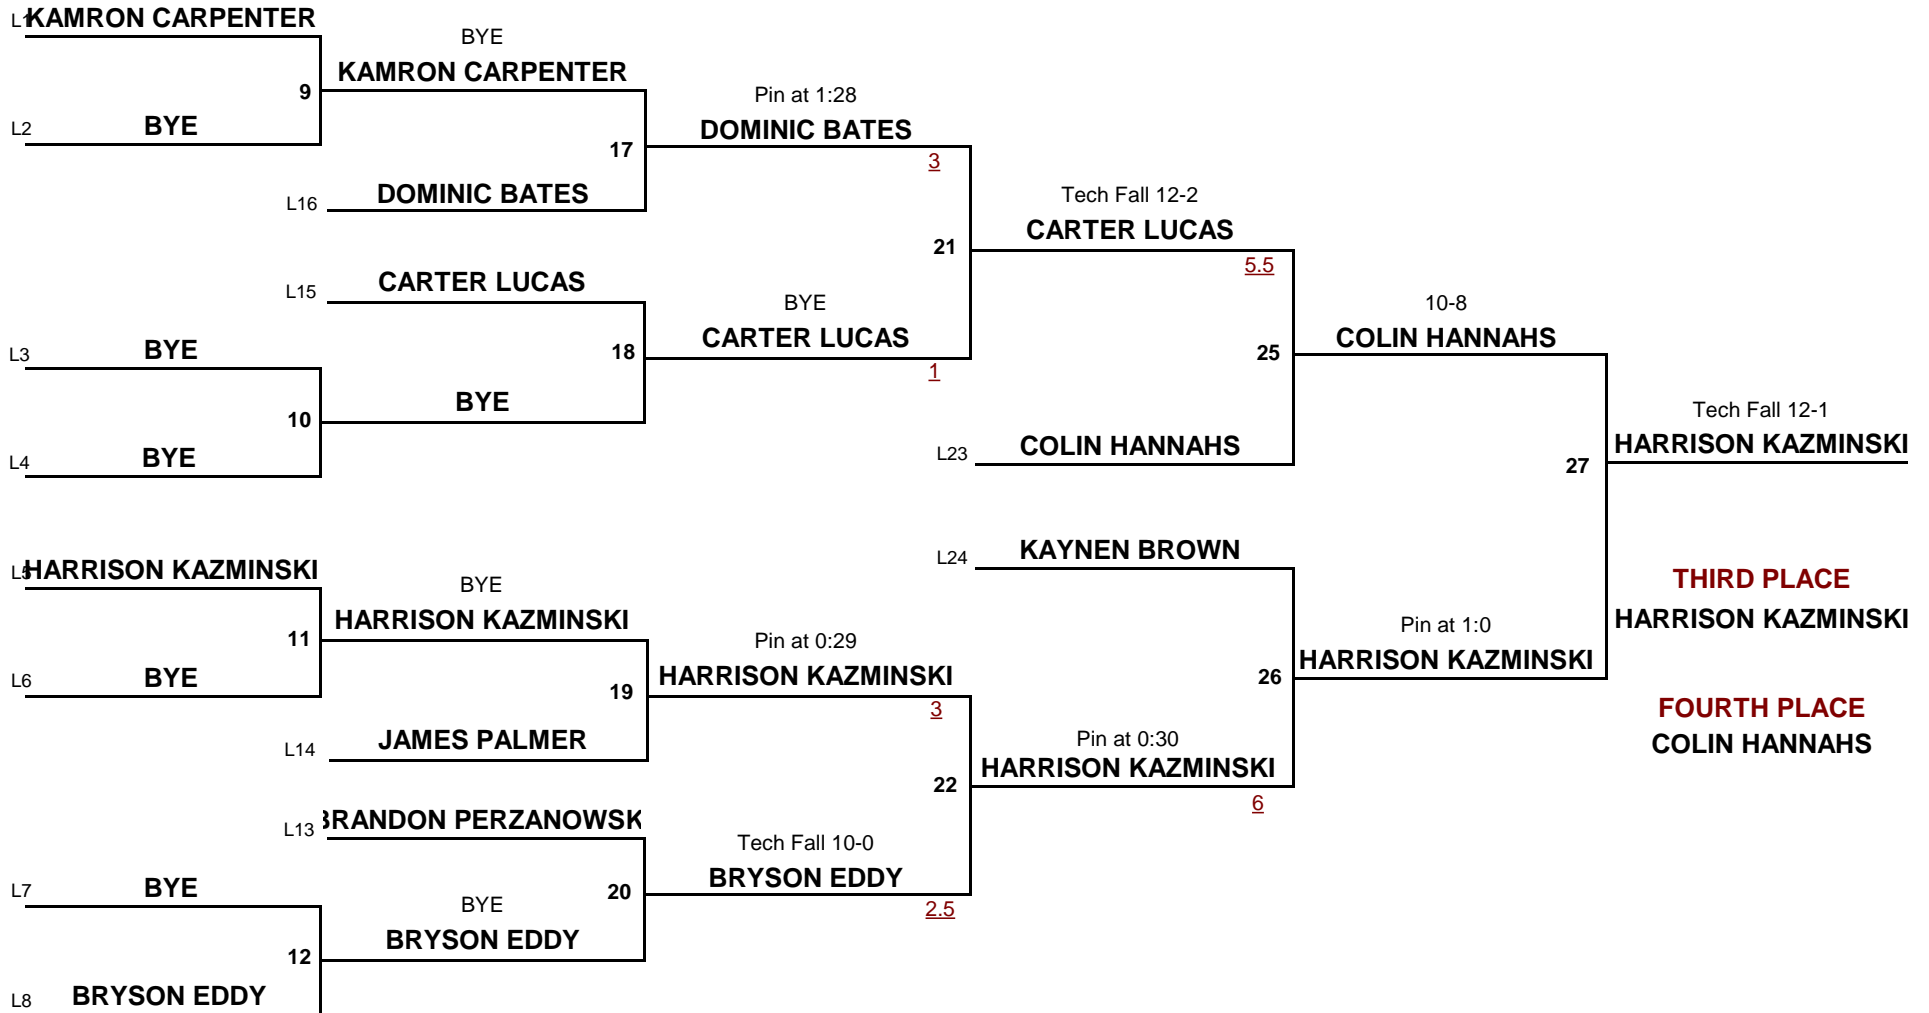 L1 KAMRON CARPENTER
BYE
KAMRON CARPENTER
9
Pin at 1:28
L2 BYE
DOMINIC BATES
17
3
DOMINIC BATES
L16
Tech Fall 12-2
CARTER LUCAS
21
5.5
CARTER LUCAS
L15
BYE
10-8
CARTER LUCAS
COLIN HANNAHS
L3 BYE
18
25
1
BYE
10
Tech Fall 12-1
HARRISON KAZMINSKI
L4 BYE
L23 COLIN HANNAHS
27
L24 KAYNEN BROWN
L5 HARRISON KAZMINSKI
BYE
THIRD PLACE
HARRISON KAZMINSKI
HARRISON KAZMINSKI
11
Pin at 0:29
Pin at 1:0
HARRISON KAZMINSKI
HARRISON KAZMINSKI
L6 BYE
19
26
3
FOURTH PLACE
JAMES PALMER
L14
Pin at 0:30
COLIN HANNAHS
HARRISON KAZMINSKI
22
6
L13 BRANDON PERZANOWSK
Tech Fall 10-0
BRYSON EDDY
L7 BYE
20
BYE
2.5
BRYSON EDDY
12
L8 BRYSON EDDY